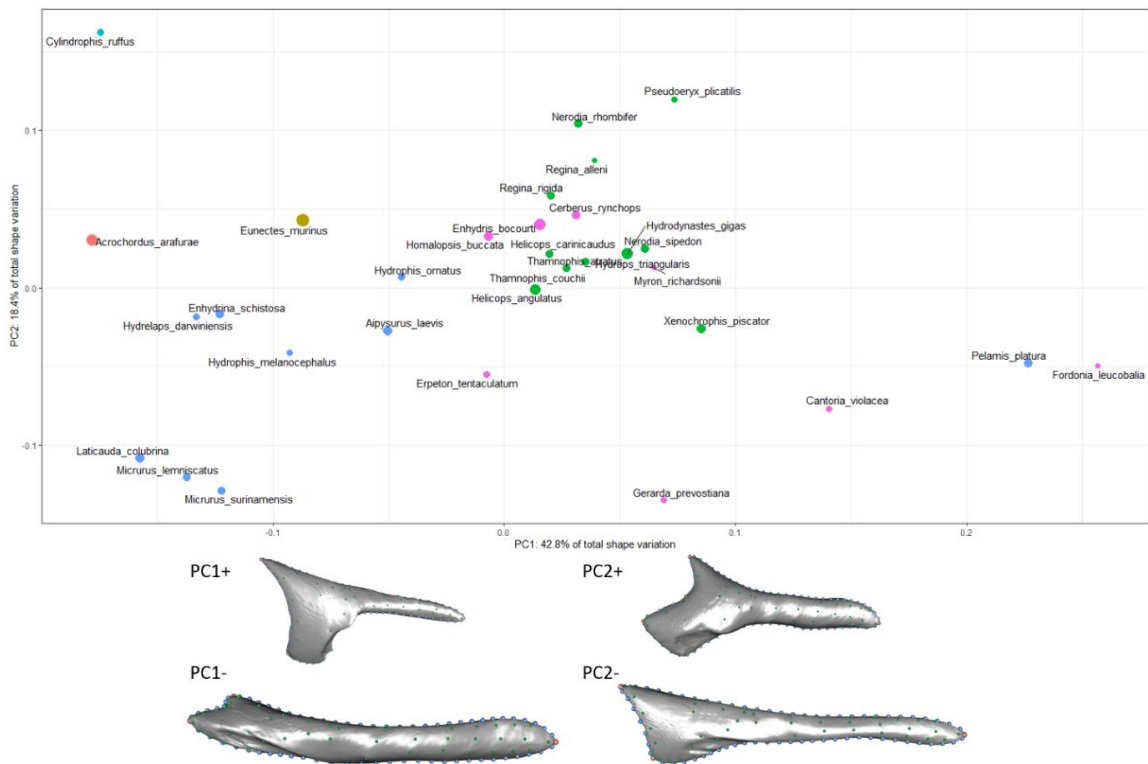 Cylindrophis_ruffus
Pseudoeryx_plicatilis
0.1
Nerodia_rhombifer
Regina_alleni
Regina_rigida
Cerberus_rynchops
Eunectes_murinus
Enhydris_bocourti
Hydrodynastes_gigas
Acrochordus_arafurae
Homalopsis_buccata
Helicops_carinicaudus
Nerodia_sipedon
Thamnophis_atratus
Hydrops_triangularis
Hydrophis_ornatus
Thamnophis_couchii
Myron_richardsonii
0.0
Helicops_angulatus
Enhydrina_schistosa
Hydrelaps_darwiniensis
Aipysurus_laevis
Xenochrophis_piscator
Hydrophis_melanocephalus
Pelamis_platura
Erpeton_tentaculatum
Fordonia_leucobalia
Cantoria_violacea
-0.1
Laticauda_colubrina
Micrurus_lemniscatus
Micrurus_surinamensis
Gerarda_prevostiana
PC2: 18.4% of total shape variation
-0.1
0.0
0.1
0.2
PC1: 42.8% of total shape variation
PC1+
PC2+
PC1-
PC2-